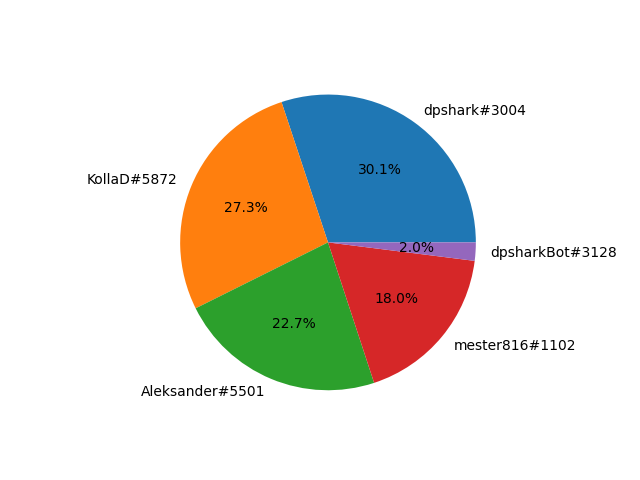 dpshark#3004
30.1%
KollaD#5872
27.3%
2.0%
dpsharkBot#3128
18.0%
22.7%
mester816#1102
Aleksander#5501